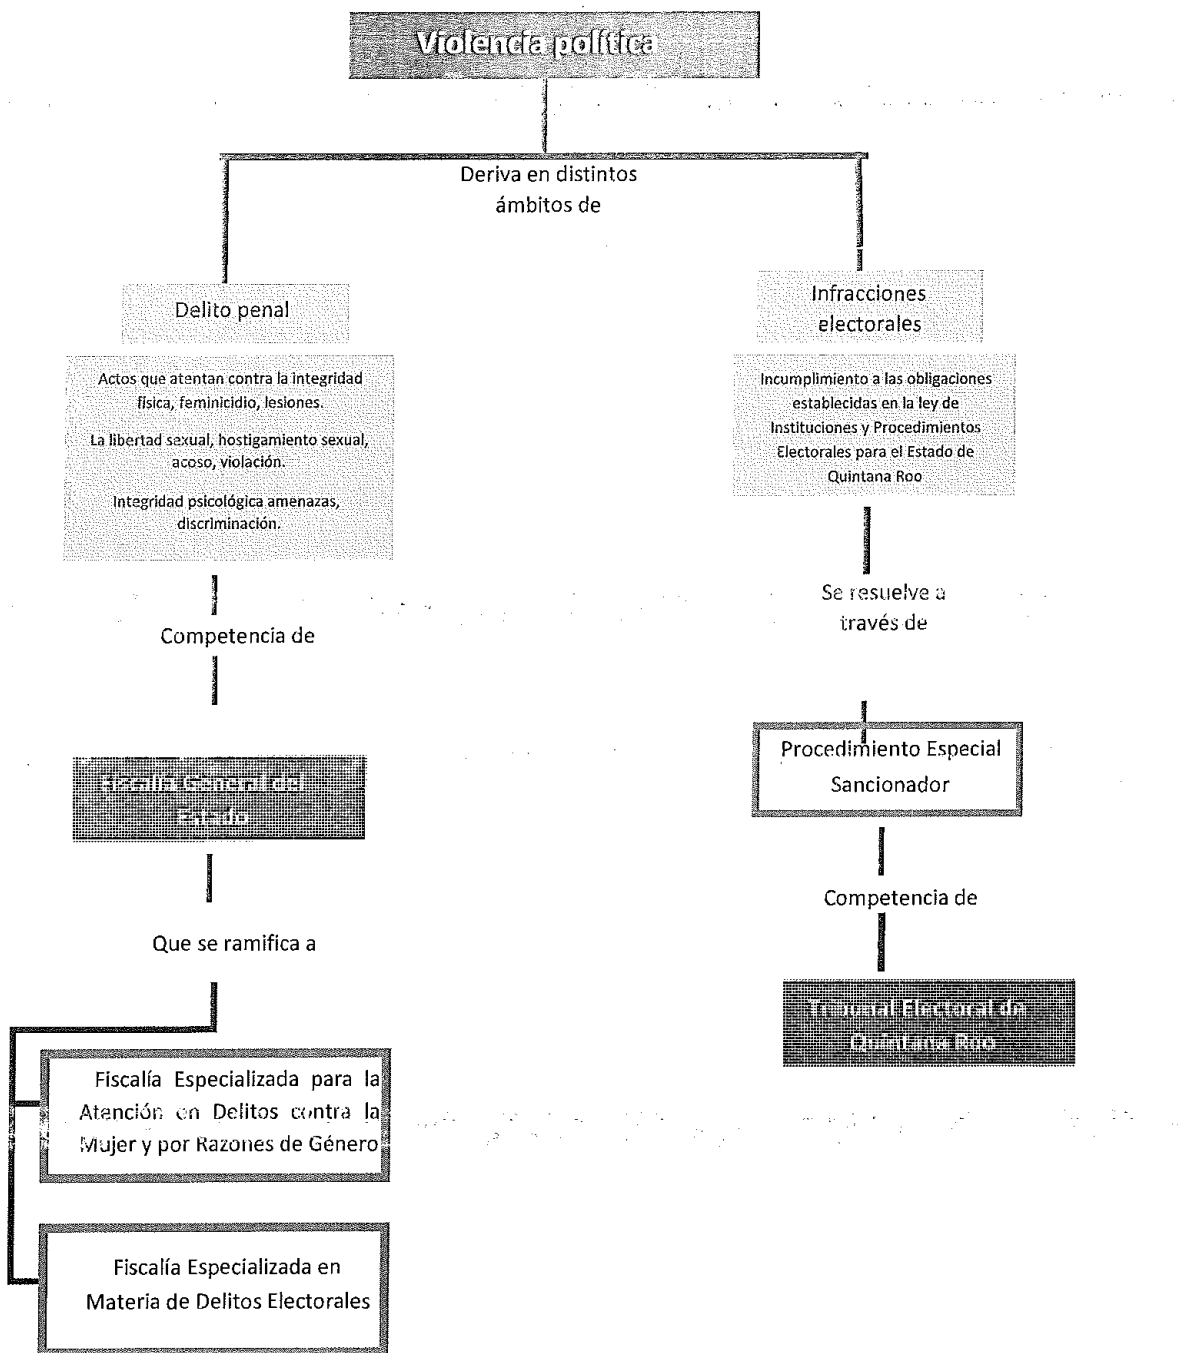 Violencia política
Deriva en distintos
ámbitos de
Delito penal
Actos que atentan contra la integridad
física, feminicidio, lesiones.
La libertad sexual, hostigamiento sexual,
acoso, violación.
Integridad psicológica amenazas,
discriminación.
Competencia de
Fiscalía General del
Estado
Que se ramifica a
Fiscalía Especializada para la
Atención en Delitos contra la
Mujer y por Razones de Género
Fiscalía Especializada en
Materia de Delitos Electorales
Infracciones
electorales
Incumplimiento a las obligaciones
establecidas en la ley de
Instituciones y Procedimientos
Electorales para el Estado de
Quintana Roo
Se resuelve a
través de
Procedimiento Especial
Sancionador
Competencia de
Tribunal Electoral de
Quintana Roo